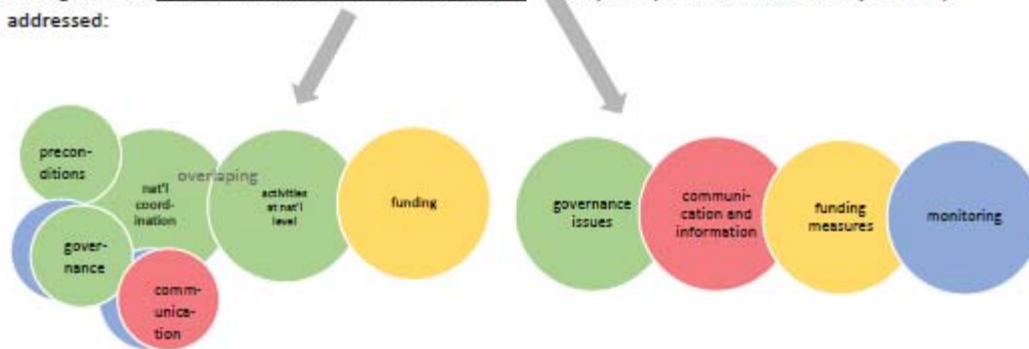 addressed:
precon-
ditions
nat'l
coord-
ination
overlaping
activities
at nat'l
level
funding
gover-
nance
comm-
unica-
tion
governance
issues
communi-
cation and
information
funding
measures
monitoring